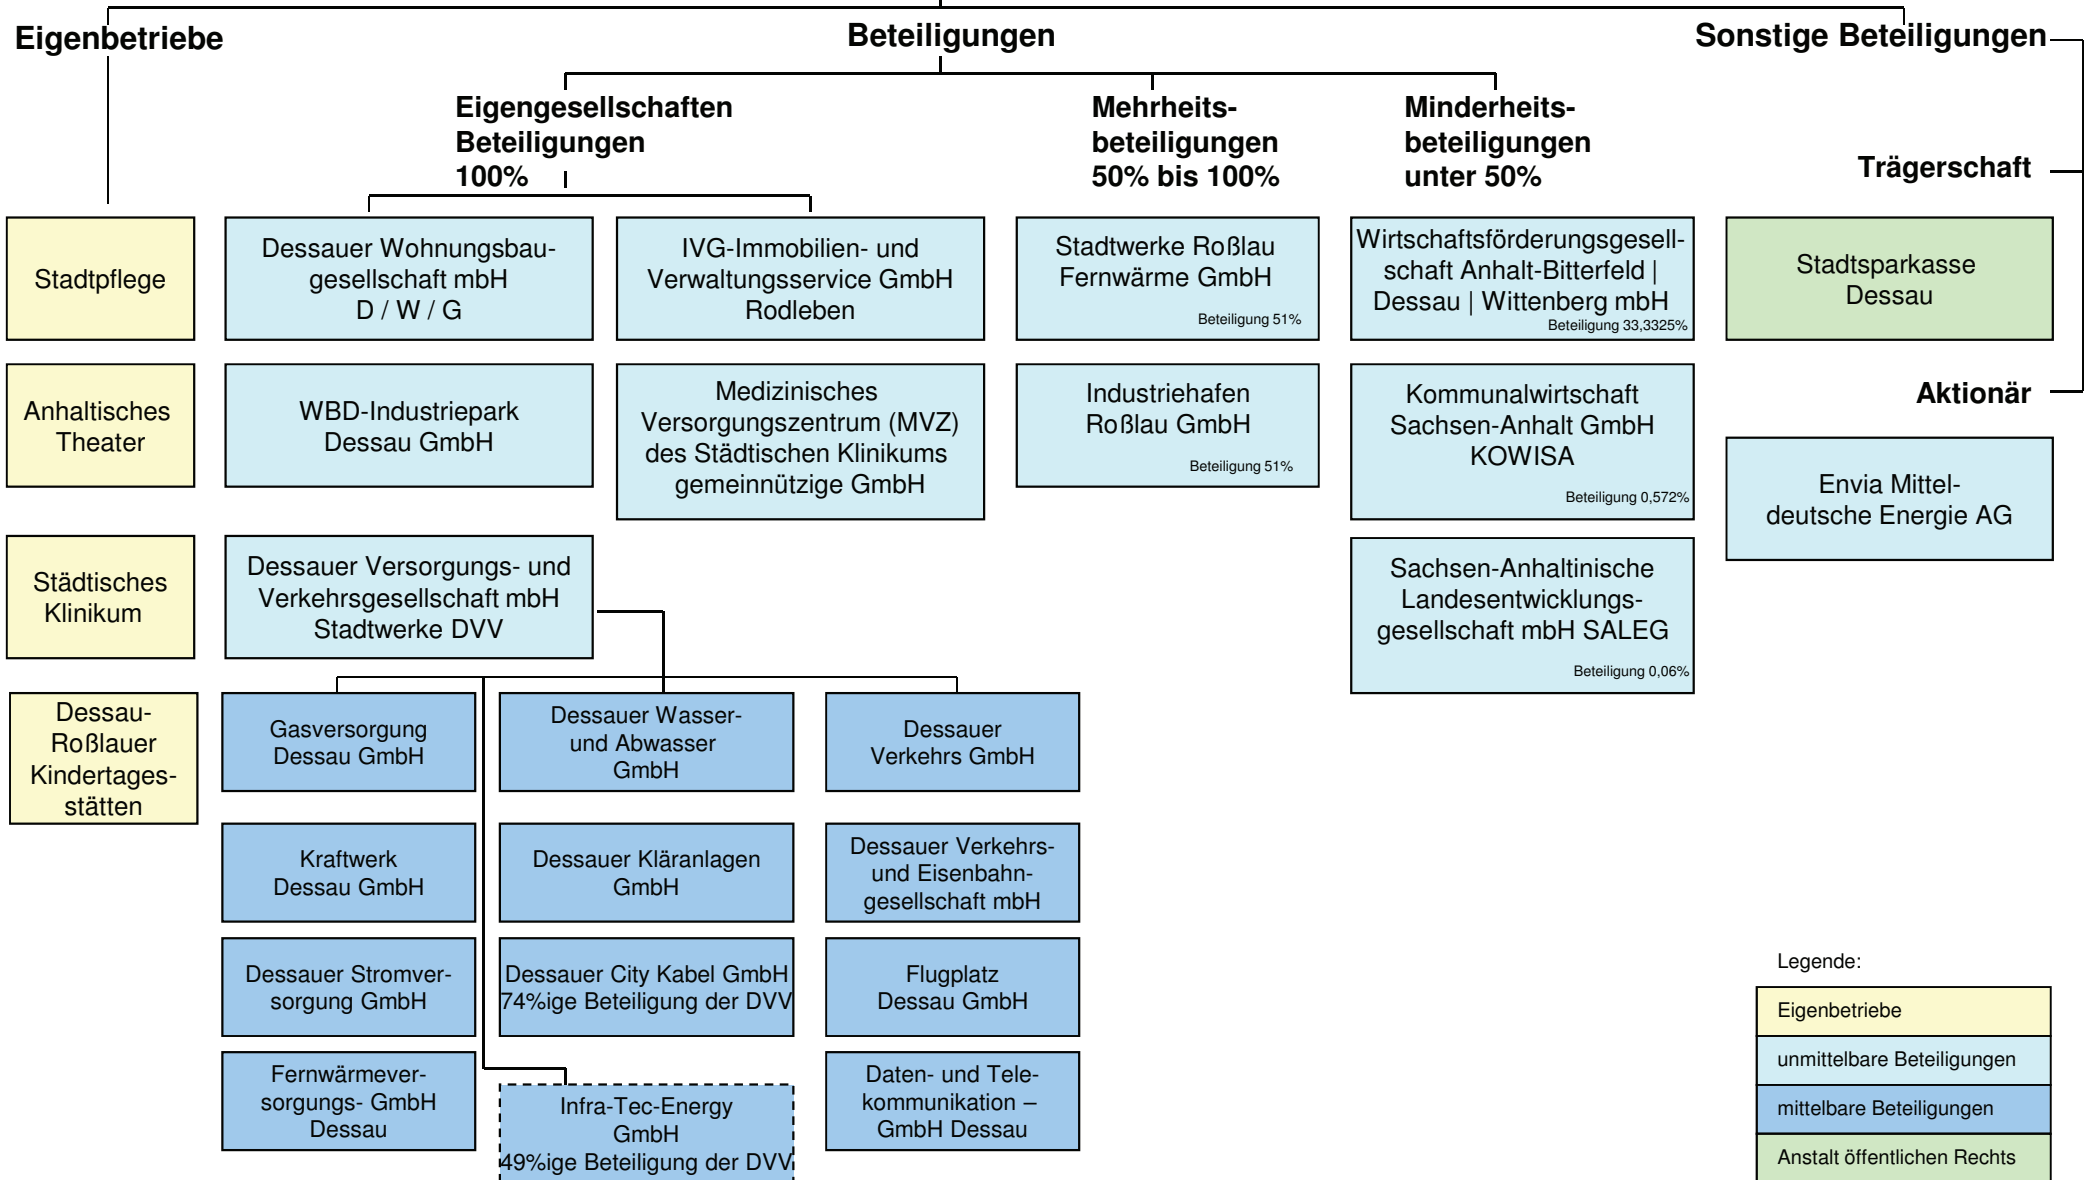 Eigenbetriebe
Beteiligungen
Sonstige Beteiligungen
Eigengesellschaften
Beteiligungen
100%
Mehrheits-
beteiligungen
50% bis 100%
Minderheits-
beteiligungen
unter 50%
Trägerschaft
Stadtpflege
Dessauer Wohnungsbau-
gesellschaft mbH
D / W / G
IVG-Immobilien- und
Verwaltungsservice GmbH
Rodleben
Stadtwerke Roßlau
Fernwärme GmbH
Beteiligung 51%
Wirtschaftsförderungsgesell-
schaft Anhalt-Bitterfeld |
Dessau | Wittenberg mbH
Beteiligung 33,3325%
Stadtsparkasse
Dessau
Anhaltisches
Theater
WBD-Industriepark
Dessau GmbH
Medizinisches
Versorgungszentrum (MVZ)
des Städtischen Klinikums
gemeinnützige GmbH
Industriehafen
Roßlau GmbH
Beteiligung 51%
Kommunalwirtschaft
Sachsen-Anhalt GmbH
KOWISA
Beteiligung 0,572%
Aktionär
Envia Mittel-
deutsche Energie AG
Städtisches
Klinikum
Dessauer Versorgungs- und
Verkehrsgesellschaft mbH
Stadtwerke DVV
Sachsen-Anhaltinische
Landesentwicklungs-
gesellschaft mbH SALEG
Beteiligung 0,06%
Dessau-
Roßlauer
Kindertages-
stätten
Gasversorgung
Dessau GmbH
Dessauer Wasser-
und Abwasser
GmbH
Dessauer
Verkehrs GmbH
Kraftwerk
Dessau GmbH
Dessauer Kläranlagen
GmbH
Dessauer Verkehrs-
und Eisenbahn-
gesellschaft mbH
Dessauer Stromver-
sorgung GmbH
Dessauer City Kabel GmbH
74%ige Beteiligung der DVV
Flugplatz
Dessau GmbH
Fernwärmever-
sorgungs- GmbH
Dessau
Infra-Tec-Energy
GmbH
49%ige Beteiligung der DVV
Daten- und Tele-
kommunikation –
GmbH Dessau
Legende:
Eigenbetriebe
unmittelbare Beteiligungen
mittelbare Beteiligungen
Anstalt öffentlichen Rechts